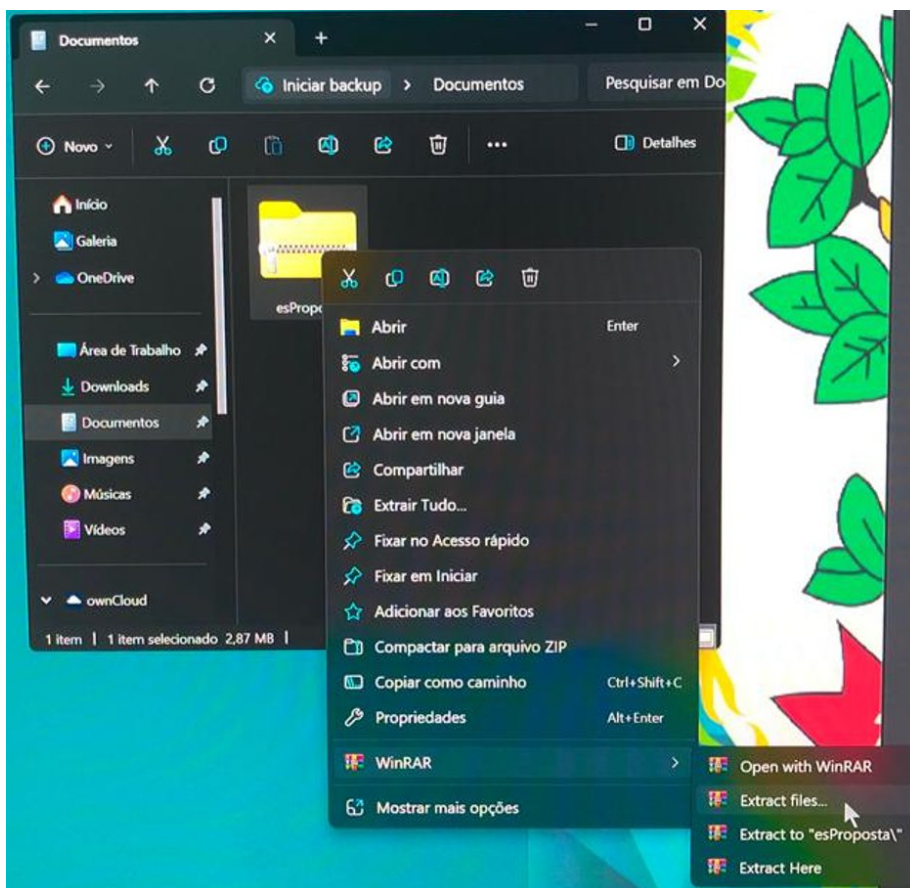 Documentos
Iniciar backup > Documentos
Pesquisar em Do
Novo
Detalhes
Início
Galeria
OneDrive
Área de Trabalho
Downloads
Documentos
Imagens
Músicas
Vídeos
ownCloud
1 item | 1 item selecionado 2,87 MB |
esPropo
Abrir Enter
Abrir com
Abrir em nova guia
Abrir em nova janela
Compartilhar
Extrair Tudo...
Fixar no Acesso rápido
Fixar em Iniciar
Adicionar aos Favoritos
Compactar para arquivo ZIP
Copiar como caminho Ctrl+Shift+C
Propriedades Alt+Enter
WinRAR
Mostrar mais opções
Open with WinRAR
Extract files...
Extract to "esProposta\"
Extract Here